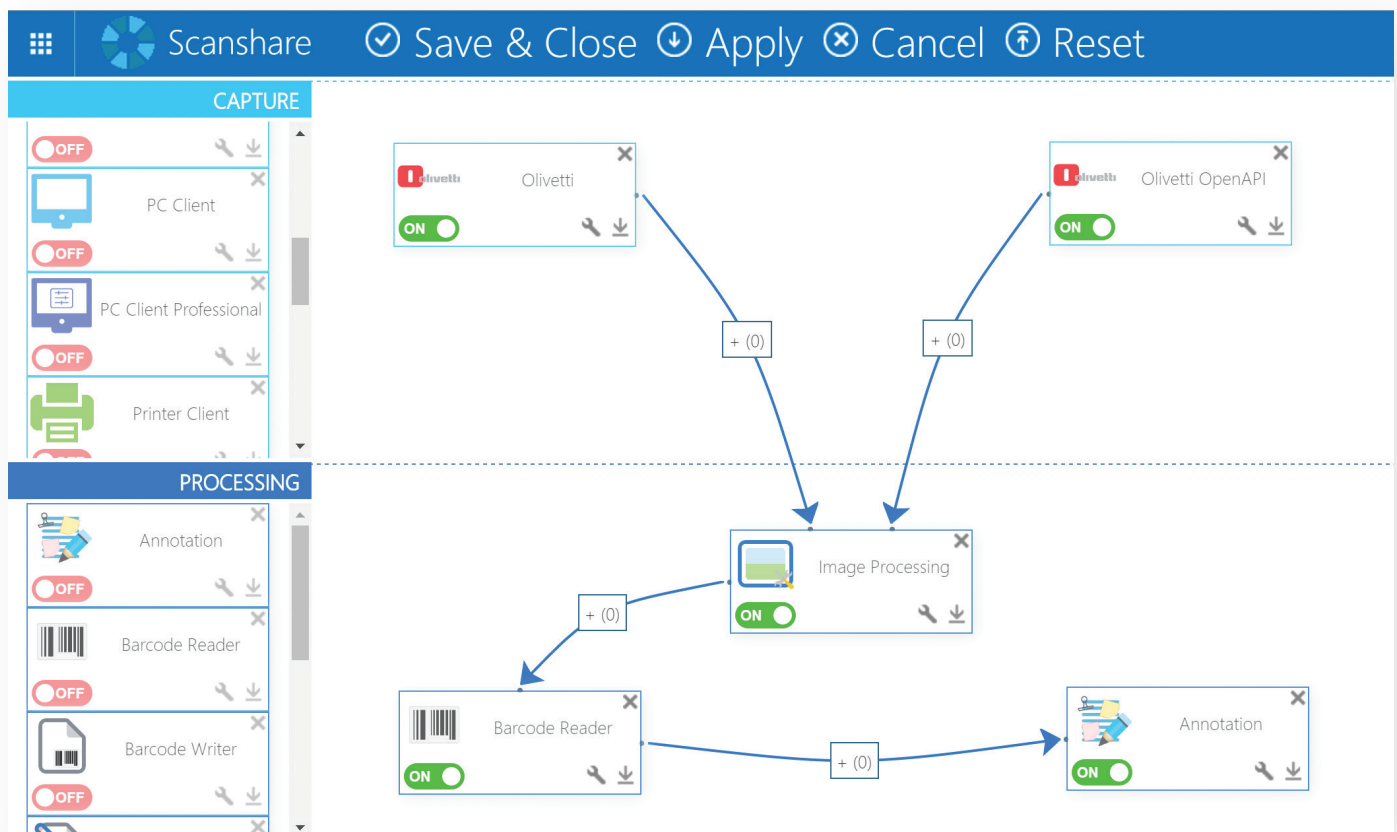 Scanshare Save & Close Apply Cancel Reset
CAPTURE
OFF
PC Client
OFF
PC Client Professional
OFF
Printer Client
PROCESSING
Annotation
OFF
Barcode Reader
OFF
Barcode Writer
OFF
olivetti
Olivetti
ON
olivetti
Olivetti OpenAPI
ON
+ (0)
+ (0)
Image Processing
ON
+ (0)
Barcode Reader
ON
+ (0)
Annotation
ON